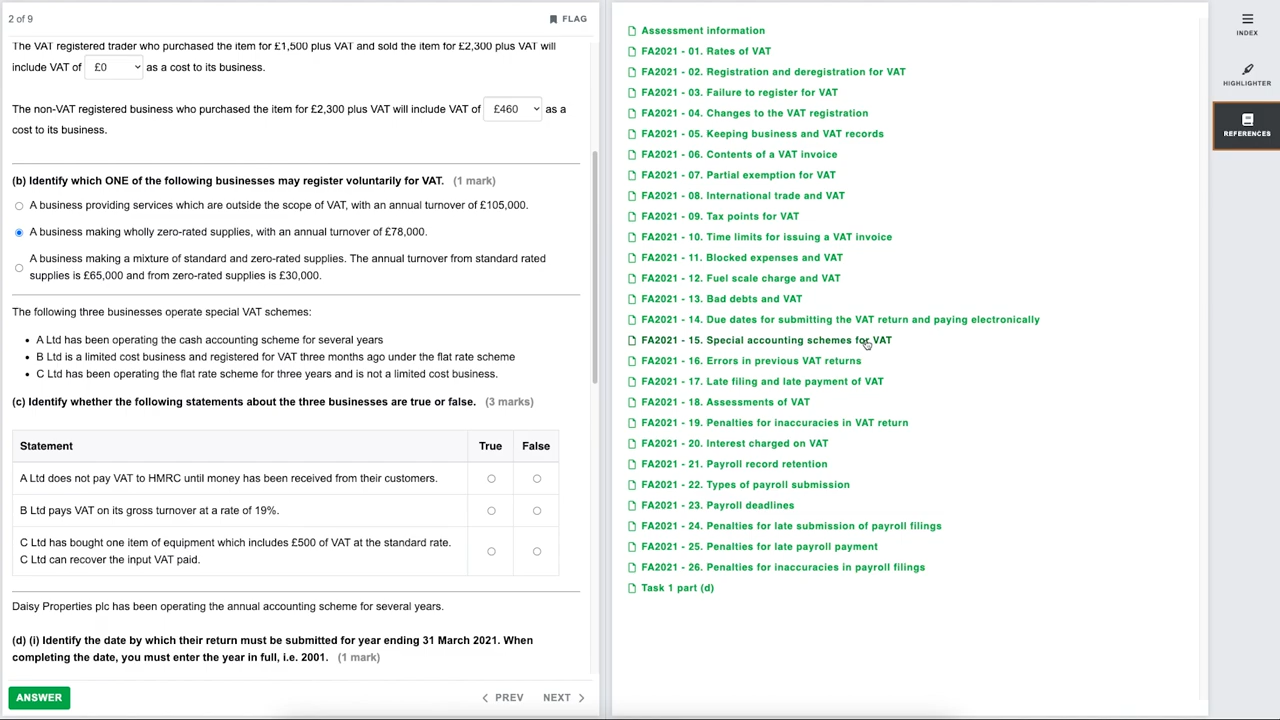 2 of 9
FLAG
The VAT registered trader who purchased the item for £1,500 plus VAT and sold the item for £2,300 plus VAT will
include VAT of £0 as a cost to its business.
The non-VAT registered business who purchased the item for £2,300 plus VAT will include VAT of £460 as a
cost to its business.
(b) Identify which ONE of the following businesses may register voluntarily for VAT. (1 mark)
A business providing services which are outside the scope of VAT, with an annual turnover of £105,000.
A business making wholly zero-rated supplies, with an annual turnover of £78,000.
A business making a mixture of standard and zero-rated supplies. The annual turnover from standard rated
supplies is £65,000 and from zero-rated supplies is £30,000.
The following three businesses operate special VAT schemes:
• A Ltd has been operating the cash accounting scheme for several years
• B Ltd is a limited cost business and registered for VAT three months ago under the flat rate scheme
• C Ltd has been operating the flat rate scheme for three years and is not a limited cost business.
(c) Identify whether the following statements about the three businesses are true or false. (3 marks)
Statement True False
A Ltd does not pay VAT to HMRC until money has been received from their customers.
B Ltd pays VAT on its gross turnover at a rate of 19%.
C Ltd has bought one item of equipment which includes £500 of VAT at the standard rate.
C Ltd can recover the input VAT paid.
Daisy Properties plc has been operating the annual accounting scheme for several years.
(d) (i) Identify the date by which their return must be submitted for year ending 31 March 2021. When
completing the date, you must enter the year in full, i.e. 2001. (1 mark)
ANSWER
PREV
NEXT
Assessment information
FA2021 - 01. Rates of VAT
FA2021 - 02. Registration and deregistration for VAT
FA2021 - 03. Failure to register for VAT
FA2021 - 04. Changes to the VAT registration
FA2021 - 05. Keeping business and VAT records
FA2021 - 06. Contents of a VAT invoice
FA2021 - 07. Partial exemption for VAT
FA2021 - 08. International trade and VAT
FA2021 - 09. Tax points for VAT
FA2021 - 10. Time limits for issuing a VAT invoice
FA2021 - 11. Blocked expenses and VAT
FA2021 - 12. Fuel scale charge and VAT
FA2021 - 13. Bad debts and VAT
FA2021 - 14. Due dates for submitting the VAT return and paying electronically
FA2021 - 15. Special accounting schemes for VAT
FA2021 - 16. Errors in previous VAT returns
FA2021 - 17. Late filing and late payment of VAT
FA2021 - 18. Assessments of VAT
FA2021 - 19. Penalties for inaccuracies in VAT return
FA2021 - 20. Interest charged on VAT
FA2021 - 21. Payroll record retention
FA2021 - 22. Types of payroll submission
FA2021 - 23. Payroll deadlines
FA2021 - 24. Penalties for late submission of payroll filings
FA2021 - 25. Penalties for late payroll payment
FA2021 - 26. Penalties for inaccuracies in payroll filings
Task 1 part (d)
INDEX
HIGHLIGHTER
REFERENCES